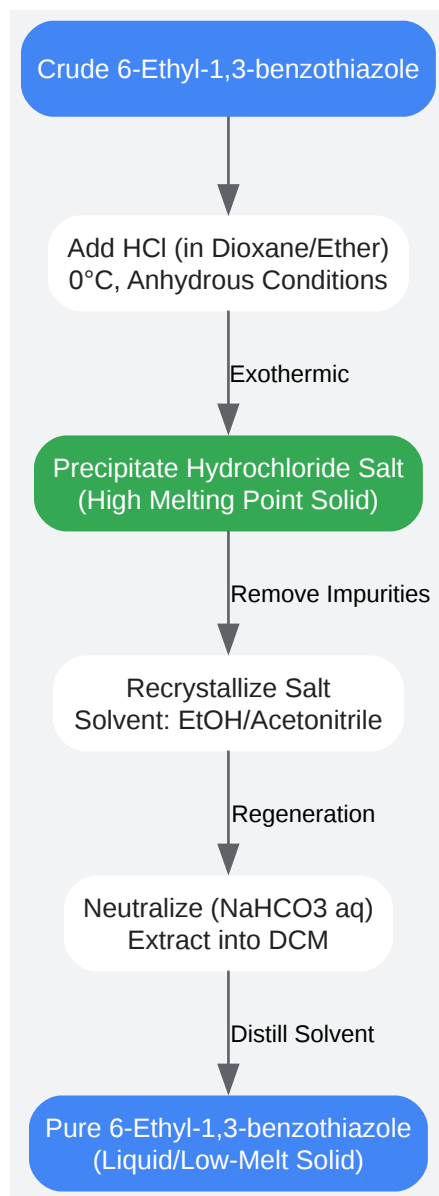 Crude 6-Ethyl-1,3-benzothiazole
Add HCl (in Dioxane/Ether)
0°C, Anhydrous Conditions
Exothermic
Precipitate Hydrochloride Salt
(High Melting Point Solid)
Remove Impurities
Recrystallize Salt
Solvent: EtOH/Acetonitrile
Regeneration
Neutralize (NaHCO3 aq)
Extract into DCM
Distill Solvent
Pure 6-Ethyl-1,3-benzothiazole
(Liquid/Low-Melt Solid)